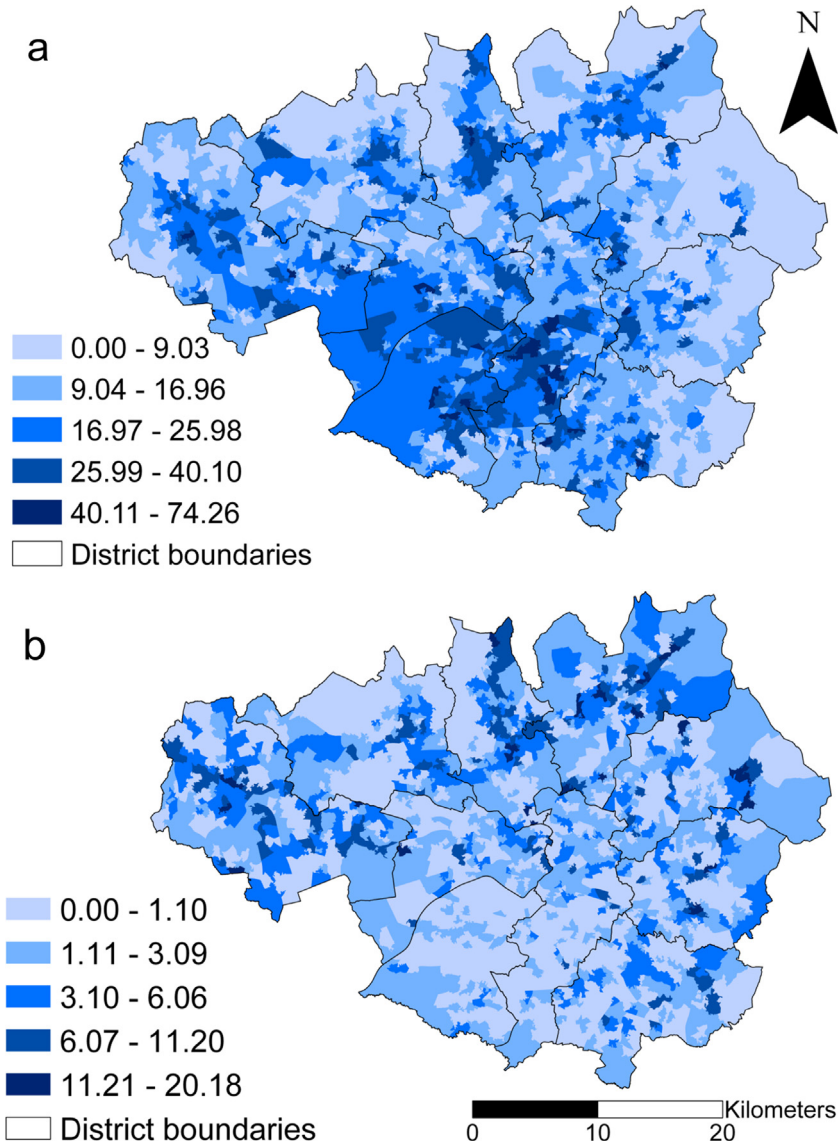 a
N
0.00 - 9.03
9.04 - 16.96
16.97 - 25.98
25.99 - 40.10
40.11 - 74.26
District boundaries
b
0.00 - 1.10
1.11 - 3.09
3.10 - 6.06
6.07 - 11.20
11.21 - 20.18
District boundaries
Kilometers
0 10 20